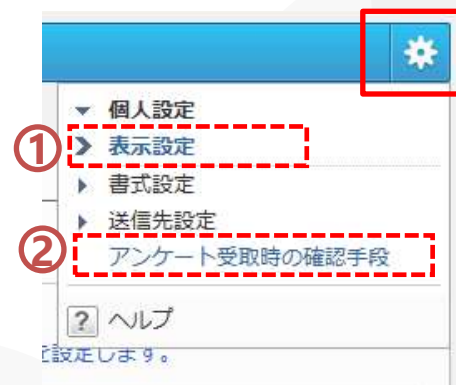 個人設定
① 表示設定
書式設定
送信先設定
② アンケート受取時の確認手段
? ヘルプ
を設定します。